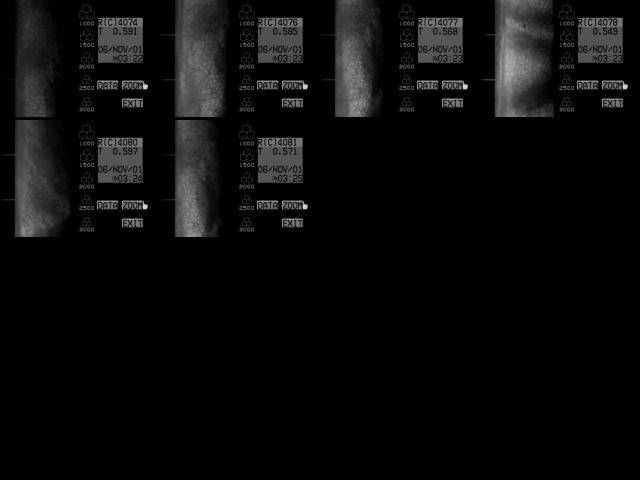 1000
R(C)4074
T 0.591
1500
06/NOV/01
PM03:22
2000
2500
DATA ZOOM
3000
EXIT
1000
R(C)4076
T 0.585
1500
06/NOV/01
PM03:23
2000
2500
DATA ZOOM
3000
EXIT
1000
R(C)4077
T 0.568
1500
06/NOV/01
PM03:23
2000
2500
DATA ZOOM
3000
EXIT
1000
R(C)4078
T 0.549
1500
06/NOV/01
PM03:23
2000
2500
DATA ZOOM
3000
EXIT
1000
R(C)4080
T 0.597
1500
06/NOV/01
PM03:24
2000
2500
DATA ZOOM
3000
EXIT
1000
R(C)4081
T 0.571
1500
06/NOV/01
PM03:25
2000
2500
DATA ZOOM
3000
EXIT